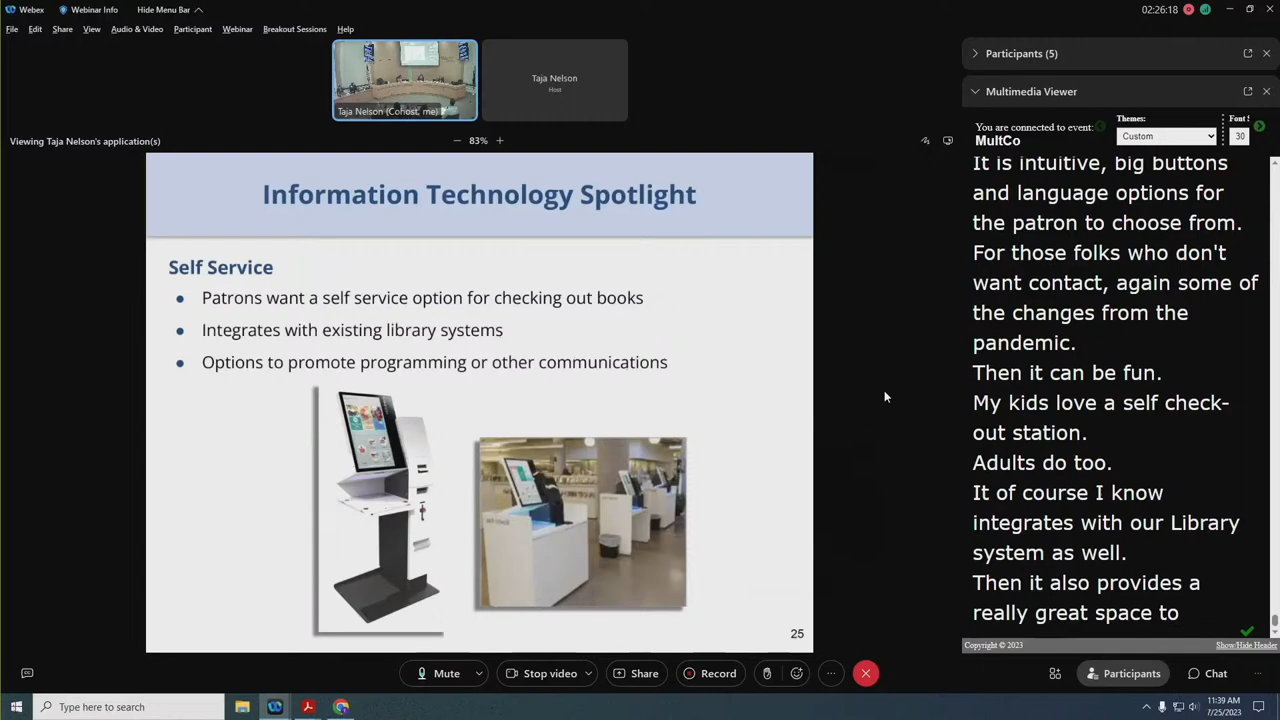 Webex
Webinar Info
Hide Menu Bar
02:26:18
File
Edit
Share
View
Audio & Video
Participant
Webinar
Breakout Sessions
Help
Taja Nelson (Cohost, me)
Taja Nelson
Host
Participants (5)
Multimedia Viewer
Viewing Taja Nelson's application(s)
83%
You are connected to event:
MultCo
Themes:
Custom
Font
30
Information Technology Spotlight
Self Service
Patrons want a self service option for checking out books
Integrates with existing library systems
Options to promote programming or other communications
25
It is intuitive, big buttons
and language options for
the patron to choose from.
For those folks who don't
want contact, again some of
the changes from the
pandemic.
Then it can be fun.
My kids love a self check-
out station.
Adults do too.
It of course I know
integrates with our Library
system as well.
Then it also provides a
really great space to
Copyright © 2023
Show/Hide Header
Mute
Stop video
Share
Record
Participants
Chat
Type here to search
11:39 AM
7/25/2023